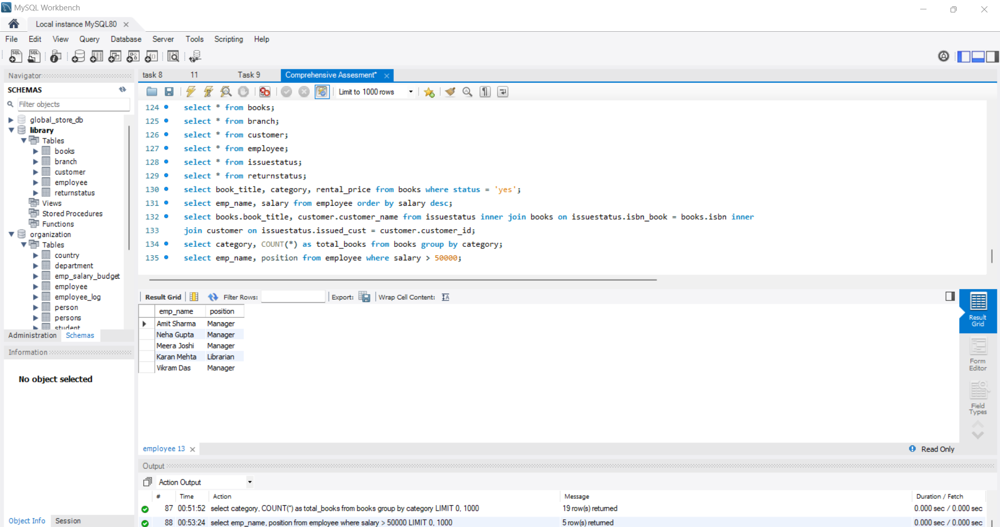 MySQL Workbench
Local instance MySQL80
File Edit View Query Database Server Tools Scripting Help
Navigator
SCHEMAS
Filter objects
global_store_db
library
Tables
books
branch
customer
employee
returnstatus
Views
Stored Procedures
Functions
organization
Tables
country
department
emp_salary_budget
employee
employee_log
person
persons
student
Administration Schemas
Information
No object selected
Object Info Session
task 8 11 Task 9 Comprehensive Assesment*
Limit to 1000 rows
124 select * from books;
125 select * from branch;
126 select * from customer;
127 select * from employee;
128 select * from issuestatus;
129 select * from returnstatus;
130 select book_title, category, rental_price from books where status = 'yes';
131 select emp_name, salary from employee order by salary desc;
132 select books.book_title, customer.customer_name from issuestatus inner join books on issuestatus.isbn_book = books.isbn inner
133 join customer on issuestatus.issued_cust = customer.customer_id;
134 select category, COUNT(*) as total_books from books group by category;
135 select emp_name, position from employee where salary > 50000;
Result Grid Filter Rows: Export: Wrap Cell Content:
emp_name position
Amit Sharma Manager
Neha Gupta Manager
Meera Joshi Manager
Karan Mehta Librarian
Vikram Das Manager
Result
Grid
Form
Editor
Field
Types
employee 13 Read Only
Output
Action Output
# Time Action Message Duration / Fetch
87 00:51:52 select category, COUNT(*) as total_books from books group by category LIMIT 0, 1000 19 row(s) returned 0.000 sec / 0.000 sec
88 00:53:24 select emp_name, position from employee where salary > 50000 LIMIT 0, 1000 5 row(s) returned 0.000 sec / 0.000 sec